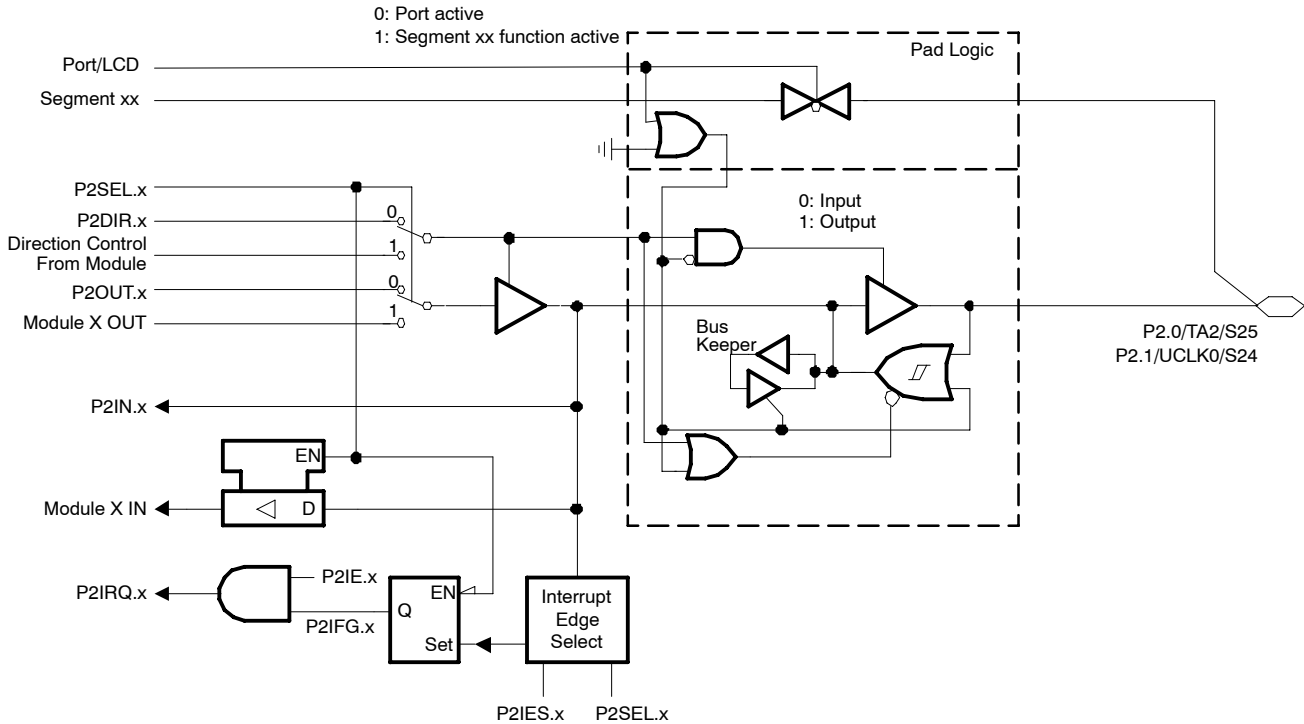 0: Port active
1: Segment xx function active
Pad Logic
Port/LCD
Segment xx
P2SEL.x
P2DIR.x
0
Direction Control
From Module
1
P2OUT.x
0
Module X OUT
1
0: Input
1: Output
Bus
Keeper
P2.0/TA2/S25
P2.1/UCLK0/S24
P2IN.x
EN
Module X IN
D
P2IRQ.x
P2IE.x
P2IFG.x
EN
Q
Set
Interrupt
Edge
Select
P2IES.x
P2SEL.x